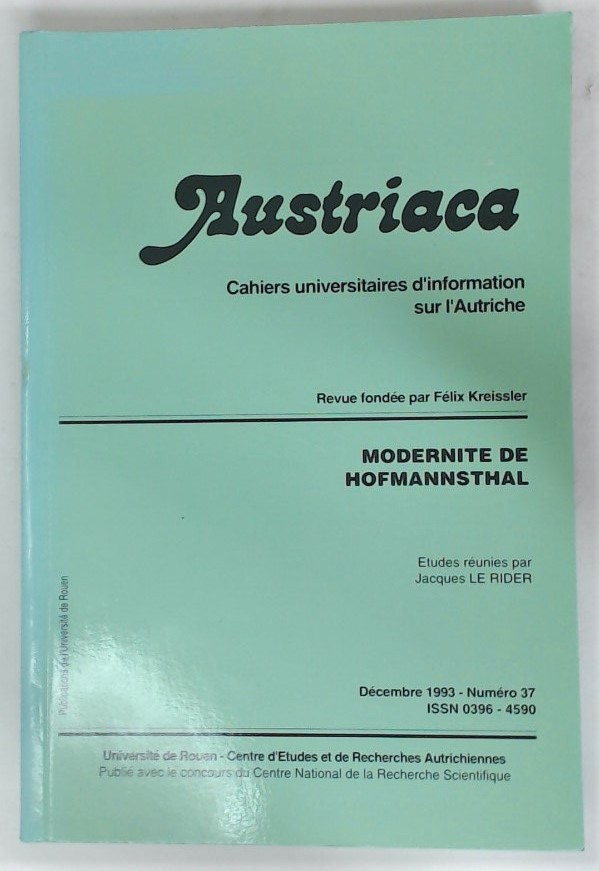 Austriaca
Cahiers universitaires d'information
sur l'Autriche
Revue fondée par Félix Kreissler
MODERNITE DE
HOFMANNSTHAL
Etudes réunies par
Jacques LE RIDER
Publications de l'Université de Rouen
Décembre 1993 - Numéro 37
ISSN 0396 - 4590
Université de Rouen - Centre d'Etudes et de Recherches Autrichiennes
Publié avec le concours du Centre National de la Recherche Scientifique